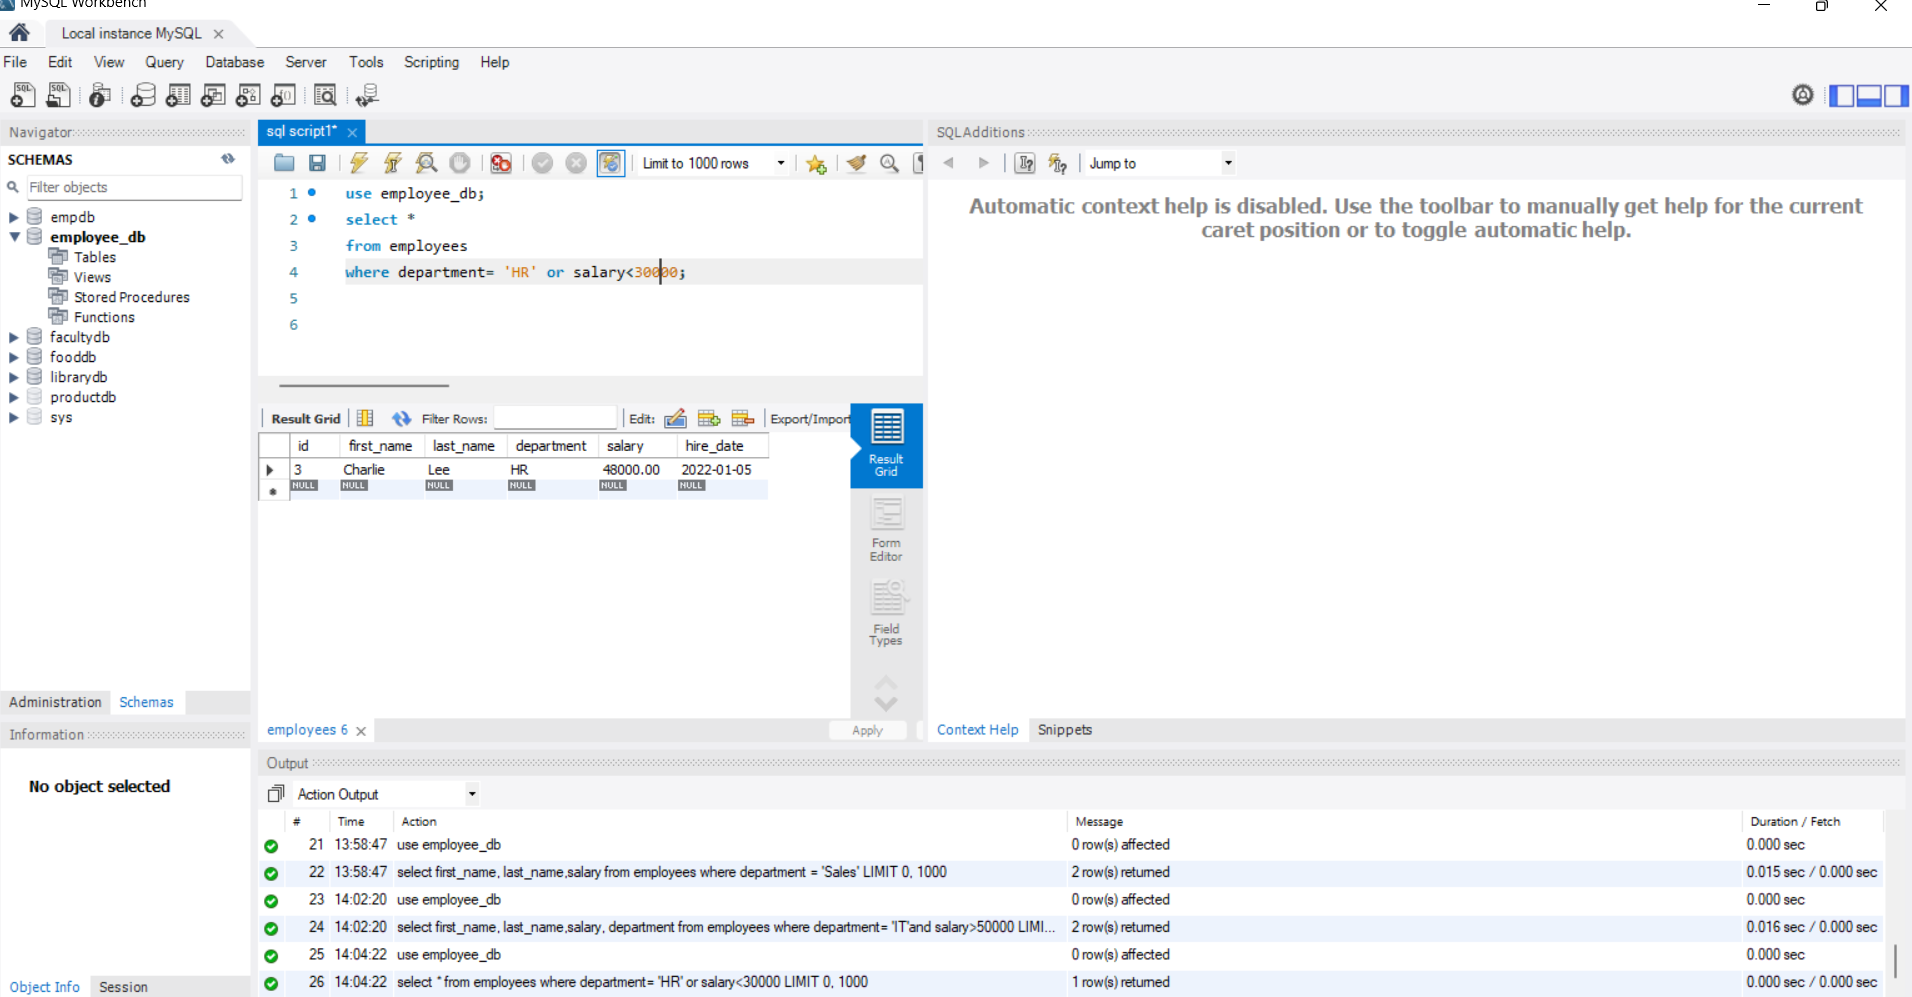 MySQL Workbench
Local instance MySQL
File Edit View Query Database Server Tools Scripting Help
Navigator
SCHEMAS
Filter objects
empdb
employee_db
Tables
Views
Stored Procedures
Functions
facultydb
fooddb
librarydb
productdb
sys
Administration Schemas
Information
No object selected
Object Info Session
sql script1*
Limit to 1000 rows
1 use employee_db;
2 select *
3 from employees
4 where department= 'HR' or salary<30000;
5
6
Result Grid Filter Rows: Edit: Export/Import
id first_name last_name department salary hire_date
3 Charlie Lee HR 48000.00 2022-01-05
NULL NULL NULL NULL NULL NULL
Result
Grid
Form
Editor
Field
Types
employees 6 Apply
SQLAdditions
Jump to
Automatic context help is disabled. Use the toolbar to manually get help for the current
caret position or to toggle automatic help.
Context Help Snippets
Output
Action Output
# Time Action Message Duration / Fetch
21 13:58:47 use employee_db 0 row(s) affected 0.000 sec
22 13:58:47 select first_name, last_name,salary from employees where department = 'Sales' LIMIT 0, 1000 2 row(s) returned 0.015 sec / 0.000 sec
23 14:02:20 use employee_db 0 row(s) affected 0.000 sec
24 14:02:20 select first_name, last_name,salary, department from employees where department= 'IT'and salary>50000 LIMI... 2 row(s) returned 0.016 sec / 0.000 sec
25 14:04:22 use employee_db 0 row(s) affected 0.000 sec
26 14:04:22 select * from employees where department= 'HR' or salary<30000 LIMIT 0, 1000 1 row(s) returned 0.000 sec / 0.000 sec